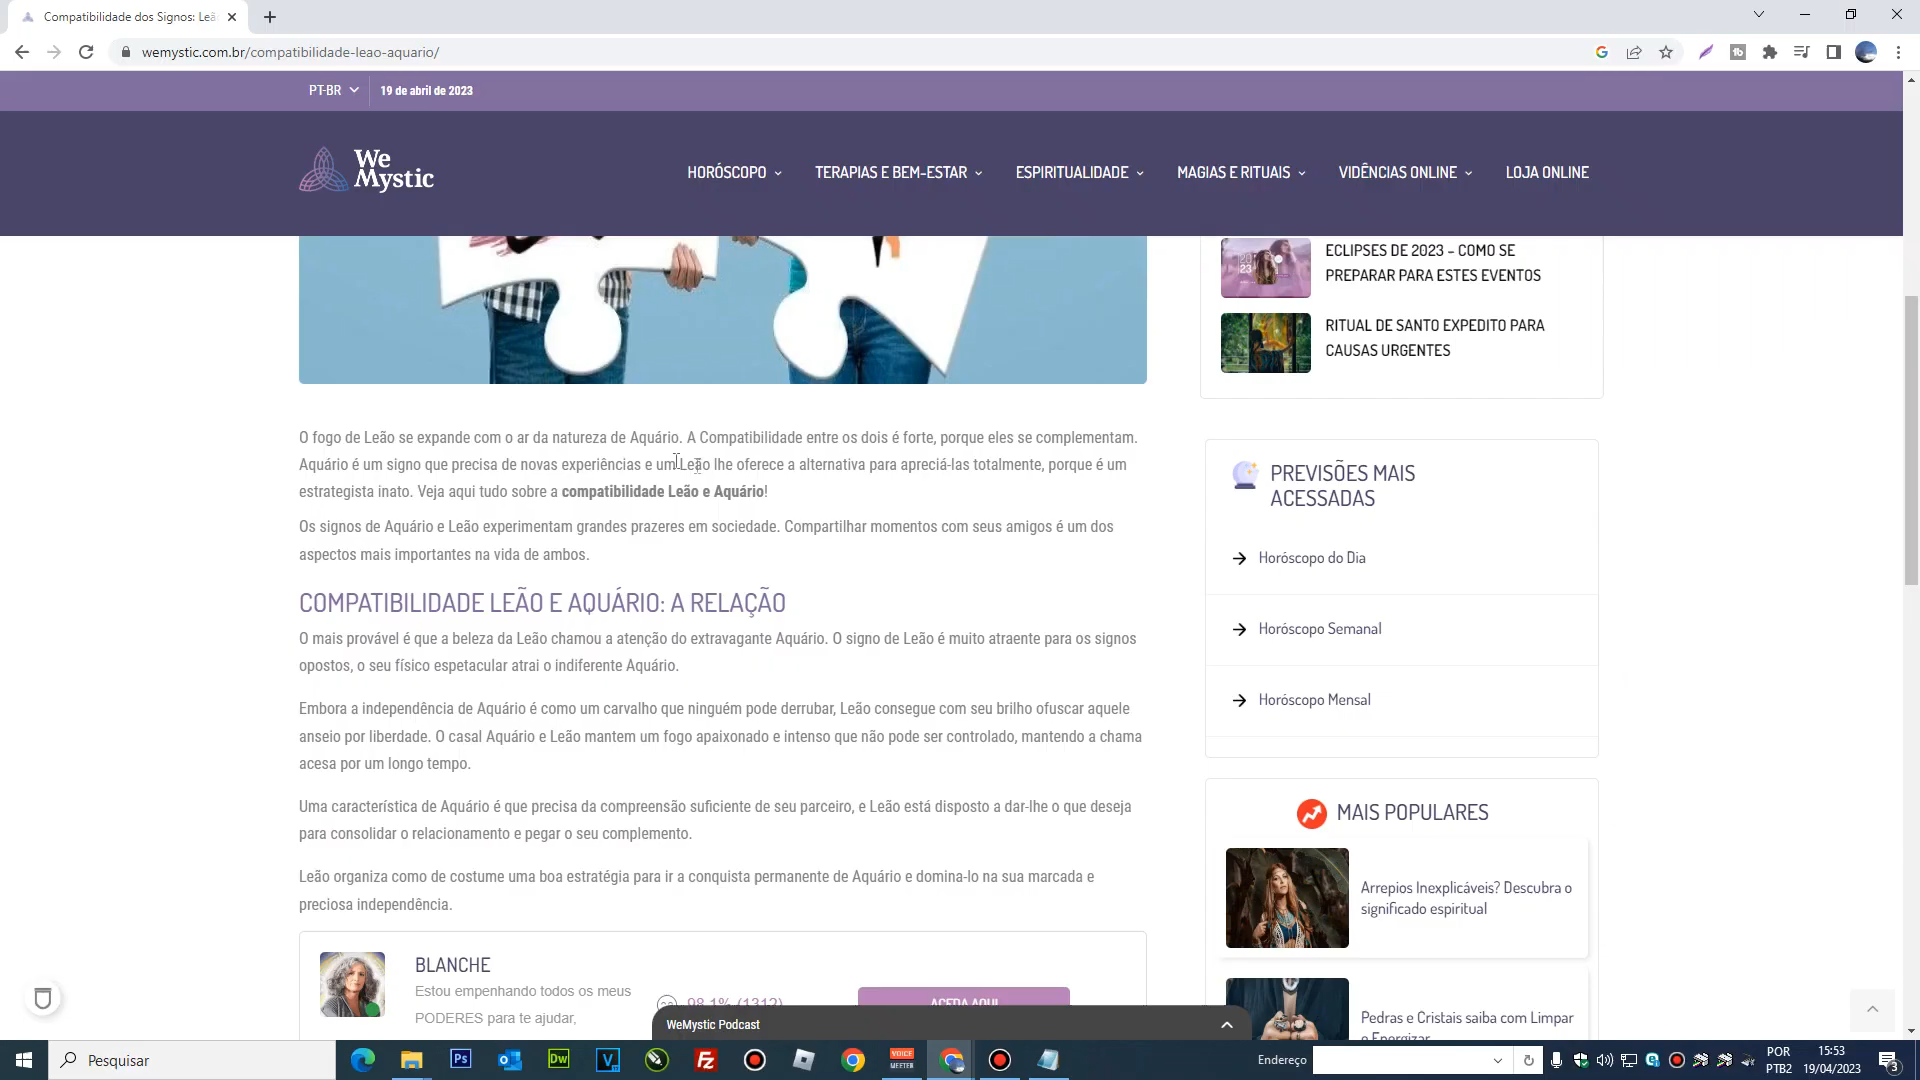 Compatibilidade dos Signos: Leã
wemystic.com.br/compatibilidade-leao-aquario/
PT-BR
19 de abril de 2023
We
Mystic
HORÓSCOPO
TERAPIAS E BEM-ESTAR
ESPIRITUALIDADE
MAGIAS E RITUAIS
VIDÊNCIAS ONLINE
LOJA ONLINE
ECLIPSES DE 2023 – COMO SE
PREPARAR PARA ESTES EVENTOS
RITUAL DE SANTO EXPEDITO PARA
CAUSAS URGENTES
O fogo de Leão se expande com o ar da natureza de Aquário. A Compatibilidade entre os dois é forte, porque eles se complementam.
Aquário é um signo que precisa de novas experiências e um Leão lhe oferece a alternativa para apreciá-las totalmente, porque é um
estrategista inato. Veja aqui tudo sobre a compatibilidade Leão e Aquário!
Os signos de Aquário e Leão experimentam grandes prazeres em sociedade. Compartilhar momentos com seus amigos é um dos
aspectos mais importantes na vida de ambos.
COMPATIBILIDADE LEÃO E AQUÁRIO: A RELAÇÃO
O mais provável é que a beleza da Leão chamou a atenção do extravagante Aquário. O signo de Leão é muito atraente para os signos
opostos, o seu físico espetacular atrai o indiferente Aquário.
Embora a independência de Aquário é como um carvalho que ninguém pode derrubar, Leão consegue com seu brilho ofuscar aquele
anseio por liberdade. O casal Aquário e Leão mantem um fogo apaixonado e intenso que não pode ser controlado, mantendo a chama
acesa por um longo tempo.
Uma característica de Aquário é que precisa da compreensão suficiente de seu parceiro, e Leão está disposto a dar-lhe o que deseja
para consolidar o relacionamento e pegar o seu complemento.
Leão organiza como de costume uma boa estratégia para ir a conquista permanente de Aquário e domina-lo na sua marcada e
preciosa independência.
BLANCHE
Estou empenhando todos os meus
PODERES para te ajudar,
98.1% (1312)
ACEDA AQUI
WeMystic Podcast
PREVISÕES MAIS
ACESSADAS
Horóscopo do Dia
Horóscopo Semanal
Horóscopo Mensal
MAIS POPULARES
Arrepios Inexplicáveis? Descubra o
significado espiritual
Pedras e Cristais saiba com Limpar
e Energizar
Pesquisar
Ps
Dw
V
Fz
VOICE
MEETER
Endereço
POR
PTB2
15:53
19/04/2023
3